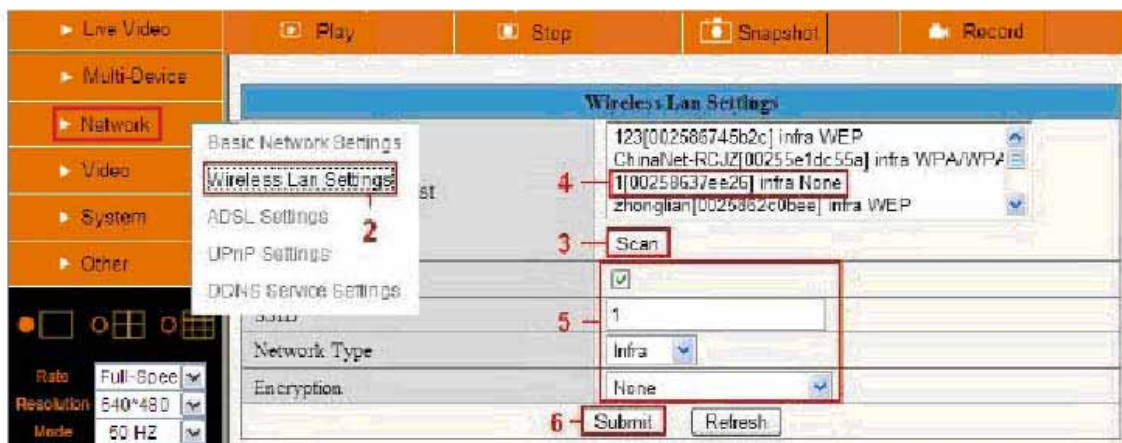 Live Video
Play
Stop
Snapshot
Record
Multi-Device
Network
Video
System
Other
Basic Network Settings
Wireless Lan Settings
2
ADSL Settings
UPnP Settings
DDNS Service Settings
Wireless Lan Settings
st
123[002586745b2c] infra WEP
ChinaNet-RCJZ[00255e1dc55a] infra WPA/WPA
4
1[00258637ee26] infra None
zhonglian[0025862c0bee] infra WEP
3
Scan
5
SSID
1
Network Type
Infra
Encryption
None
6
Submit
Refresh
Rate
Full-Spee
Resolution
640*480
Mode
50 HZ